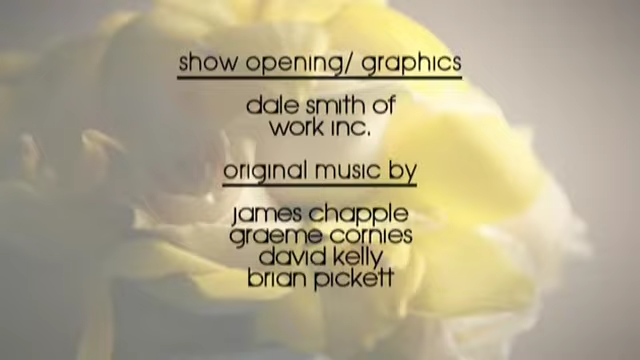 show opening/ graphics
dale smith of
work inc.
original music by
james chapple
graeme cornies
david kelly
brian pickett